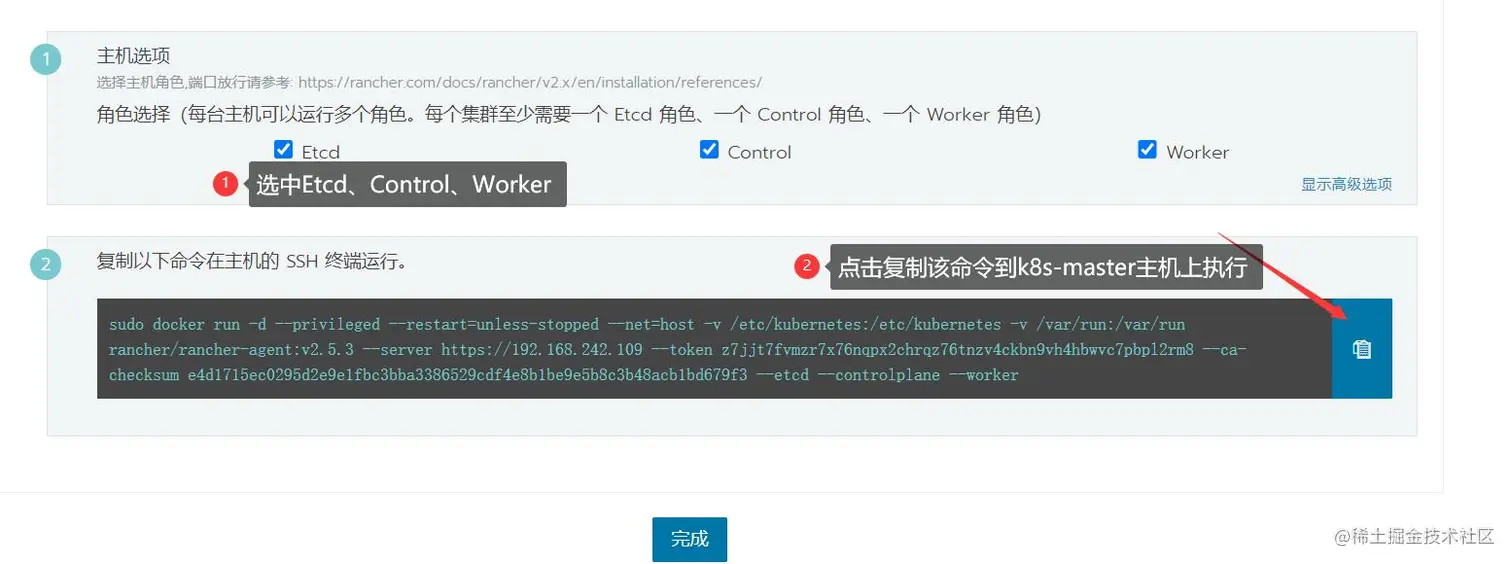 1
主机选项
选择主机角色,端口放行请参考: https://rancher.com/docs/rancher/v2.x/en/installation/references/
角色选择（每台主机可以运行多个角色。每个集群至少需要一个 Etcd 角色、一个 Control 角色、一个 Worker 角色）
Etcd Control Worker
1 选中Etcd、Control、Worker
显示高级选项
2
复制以下命令在主机的 SSH 终端运行。
2 点击复制该命令到k8s-master主机上执行
sudo docker run -d --privileged --restart=unless-stopped --net=host -v /etc/kubernetes:/etc/kubernetes -v /var/run:/var/run
rancher/rancher-agent:v2.5.3 --server https://192.168.242.109 --token z7jjt7fvmzr7x76nqpx2chrqz76tnzv4ckbn9vh4hbwvc7pbpl2rm8 --ca-
checksum e4d1715ec0295d2e9e1fbc3bba3386529cdf4e8b1be9e5b8c3b48acb1bd679f3 --etcd --controlplane --worker
完成
@稀土掘金技术社区